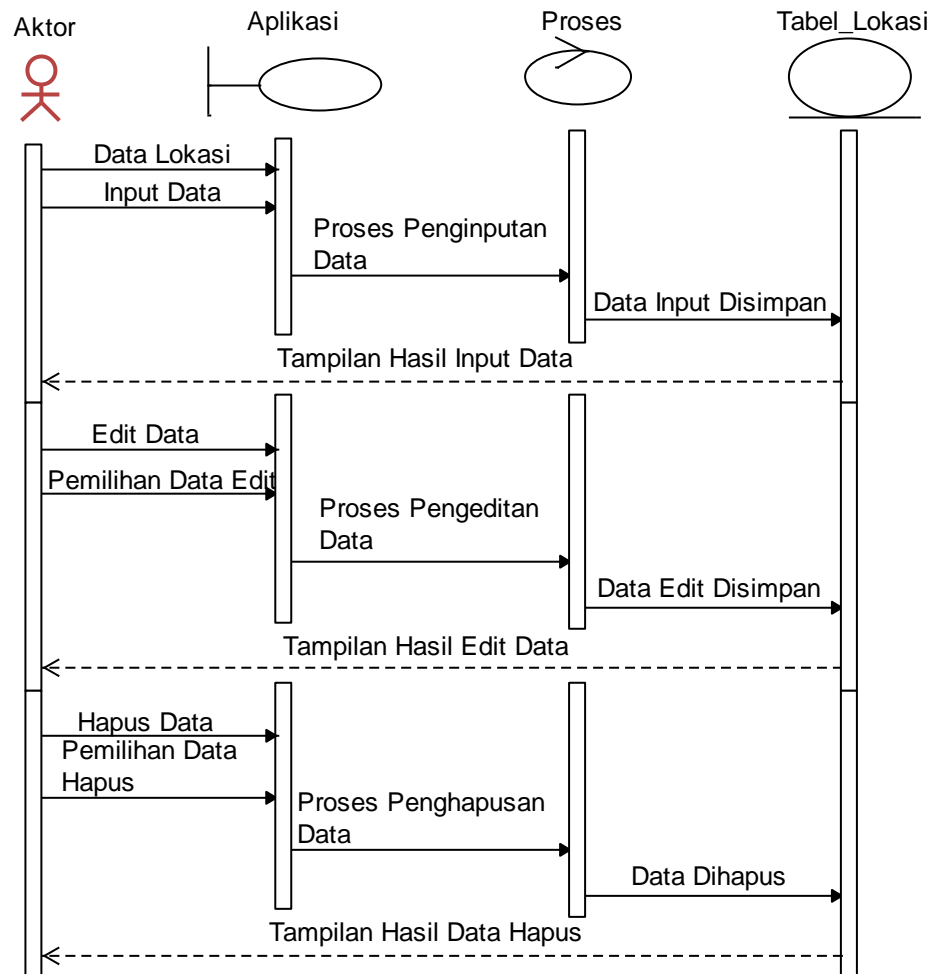 Aktor
Aplikasi
Proses
Tabel_Lokasi
Data Lokasi
Input Data
Proses Penginputan
Data
Data Input Disimpan
Tampilan Hasil Input Data
Edit Data
Pemilihan Data Edit
Proses Pengeditan
Data
Data Edit Disimpan
Tampilan Hasil Edit Data
Hapus Data
Pemilihan Data
Hapus
Proses Penghapusan
Data
Data Dihapus
Tampilan Hasil Data Hapus